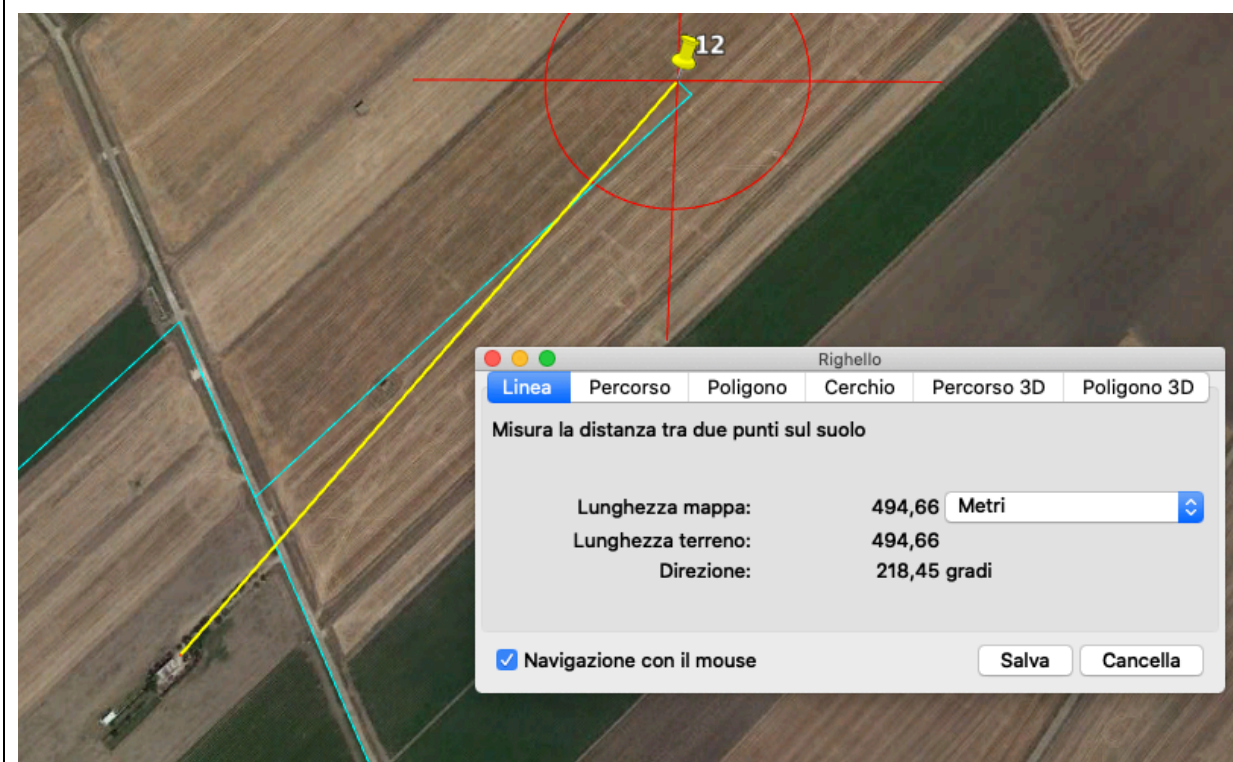 12
Righello
Linea Percorso Poligono Cerchio Percorso 3D Poligono 3D
Misura la distanza tra due punti sul suolo
Lunghezza mappa: 494,66 Metri
Lunghezza terreno: 494,66
Direzione: 218,45 gradi
Navigazione con il mouse Salva Cancella